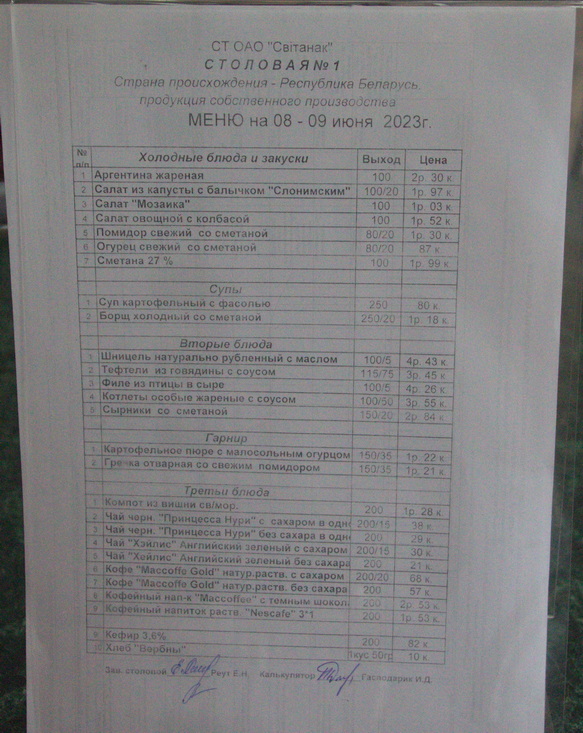 СТ ОАО "Свiтанак"
СТОЛОВАЯ № 1
Страна происхождения - Республика Беларусь.
продукция собственного производства
МЕНЮ на 08 - 09 июня 2023г.
№ п/п Холодные блюда и закуски Выход Цена
1 Аргентина жареная 100 2р. 30 к.
2 Салат из капусты с балычком "Слонимским" 100/20 1р. 97 к.
3 Салат "Мозаика" 100 1р. 03 к.
4 Салат овощной с колбасой 100 1р. 52 к.
5 Помидор свежий со сметаной 80/20 1р. 30 к.
6 Огурец свежий со сметаной 80/20 87 к.
7 Сметана 27 % 100 1р. 99 к.
Супы
1 Суп картофельный с фасолью 250 80 к.
2 Борщ холодный со сметаной 250/20 1р. 18 к.
Вторые блюда
1 Шницель натурально рубленный с маслом 100/5 4р. 43 к.
2 Тефтели из говядины с соусом 115/75 3р. 45 к.
3 Филе из птицы в сыре 100/5 4р. 26 к.
4 Котлеты особые жареные с соусом 100/50 3р. 55 к.
5 Сырники со сметаной 150/20 2р. 84 к.
Гарнир
1 Картофельное пюре с малосольным огурцом 150/35 1р. 22 к.
2 Гречка отварная со свежим помидором 150/35 1р. 21 к.
Третьи блюда
1 Компот из вишни св/мор. 200 1р. 28 к.
2 Чай черн. "Принцесса Нури" с сахаром в одн 200/15 38 к.
3 Чай черн. "Принцесса Нури" без сахара в одн 200 29 к.
4 Чай "Хэйлис" Английский зеленый с сахаром 200/15 30 к.
5 Чай "Хейлис" Английский зеленый без сахара 200 21 к.
6 Кофе "Maccoffe Gold" натур.раств. с сахаром 200/20 66 к.
7 Кофе "Maccoffe Gold" натур.раств. без сахара 200 57 к.
8 Кофейный нап-к "Maccoffee" с темным шокол. 200 2р. 53 к.
9 Кофейный напиток раств. "Nescafe" 3*1 200 1р. 53 к.
9 Кефир 3,6% 200 82 к.
10 Хлеб "Вербны" 1кус 50гр 10 к.
Зав. столовой Реут Е.Н. Калькулятор Гаспадарик И.Д.